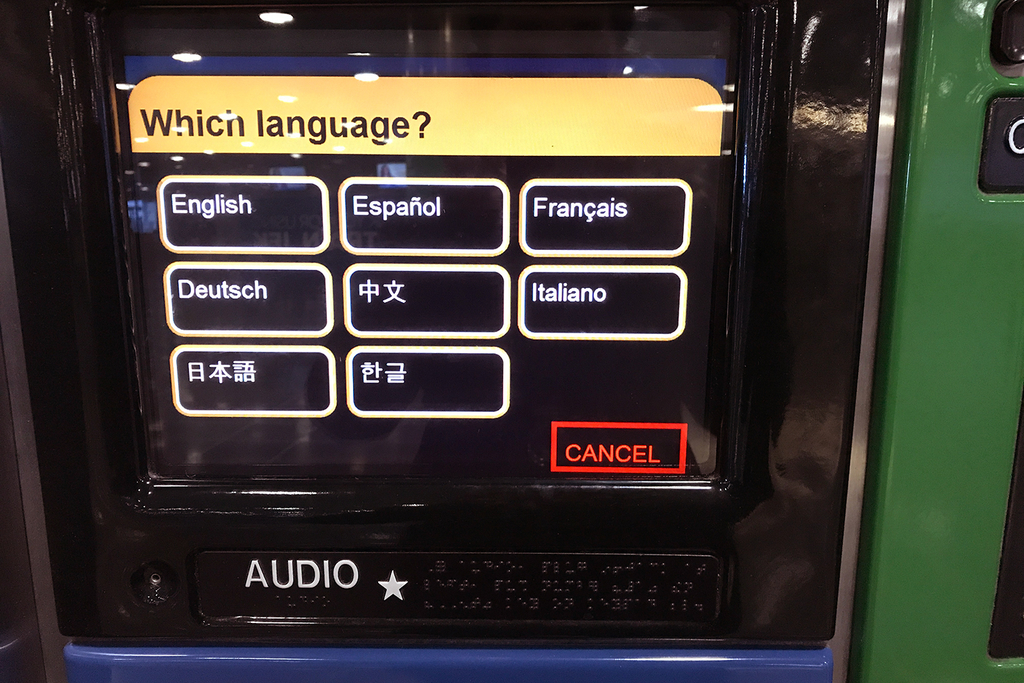 Which language?
English
Español
Français
Deutsch
中文
Italiano
日本語
한글
CANCEL
AUDIO ★